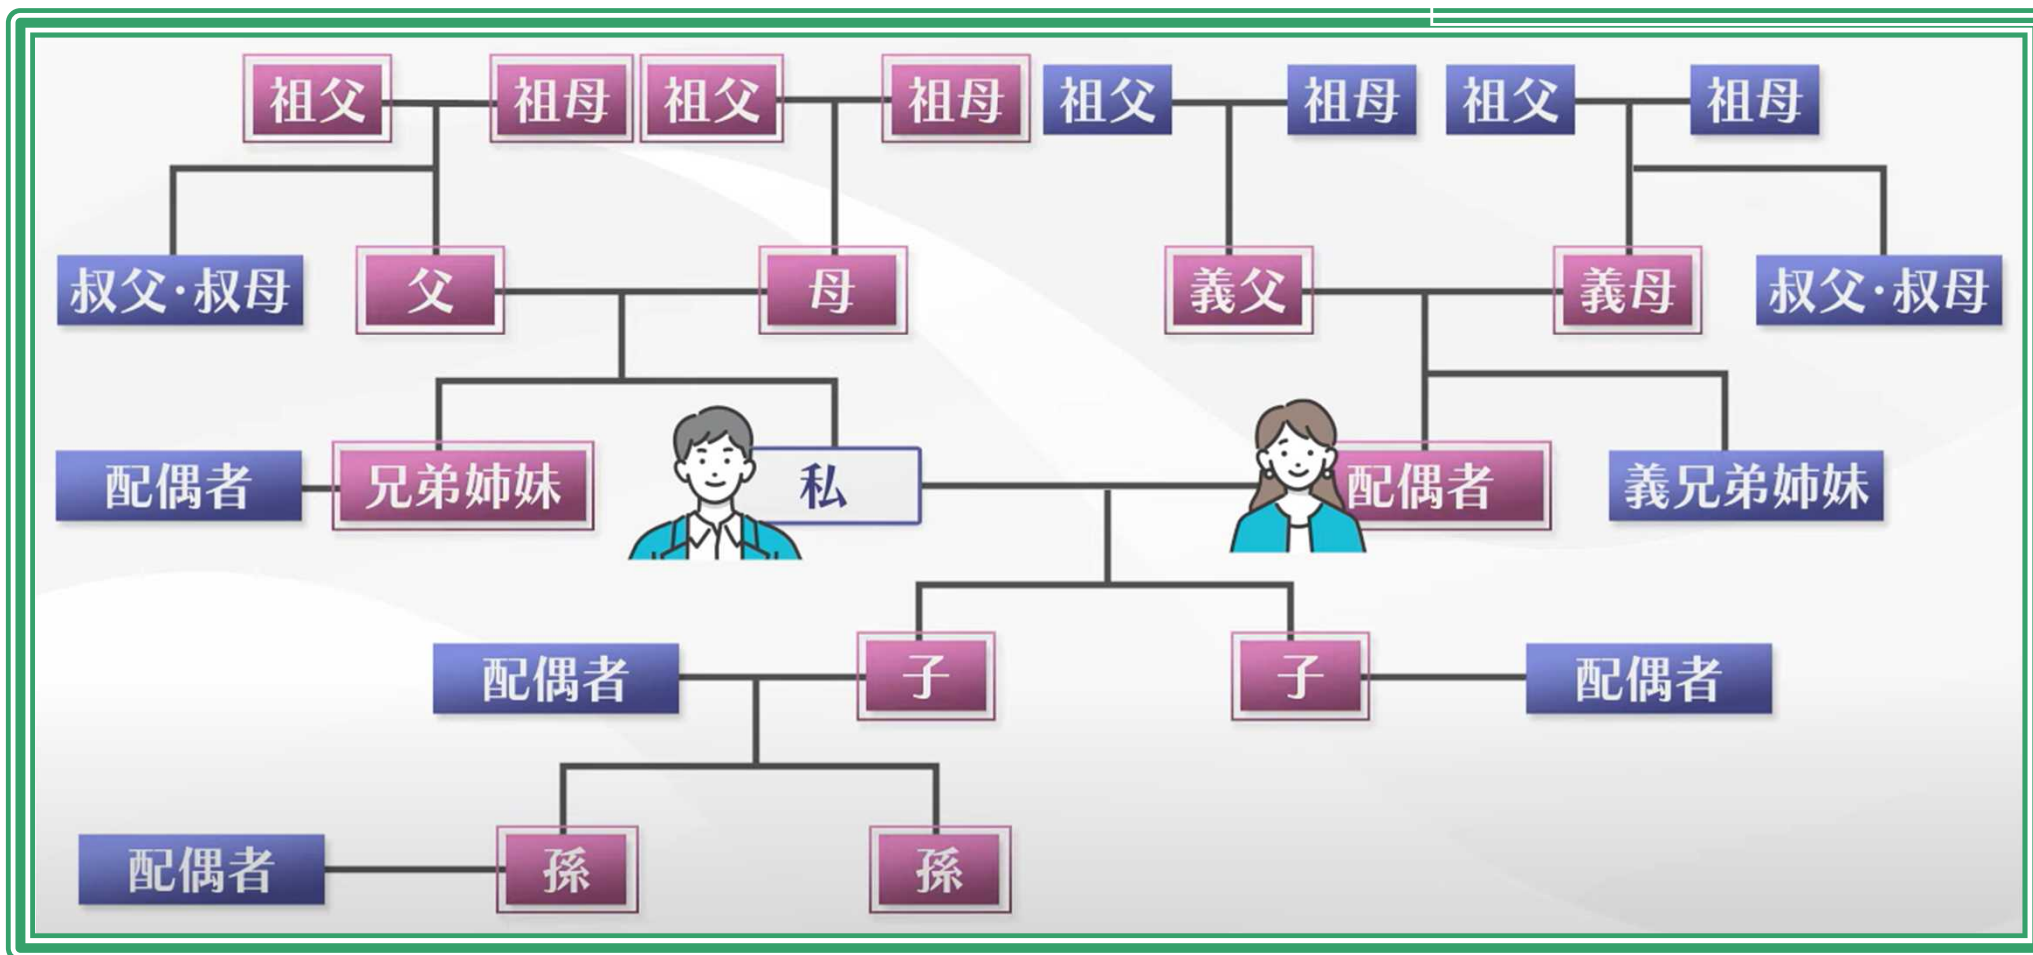 祖父
祖母
祖父
祖母
祖父
祖母
祖父
祖母
叔父・叔母
父
母
義父
義母
叔父・叔母
配偶者
兄弟姉妹
私
配偶者
義兄弟姉妹
配偶者
子
子
配偶者
配偶者
孫
孫